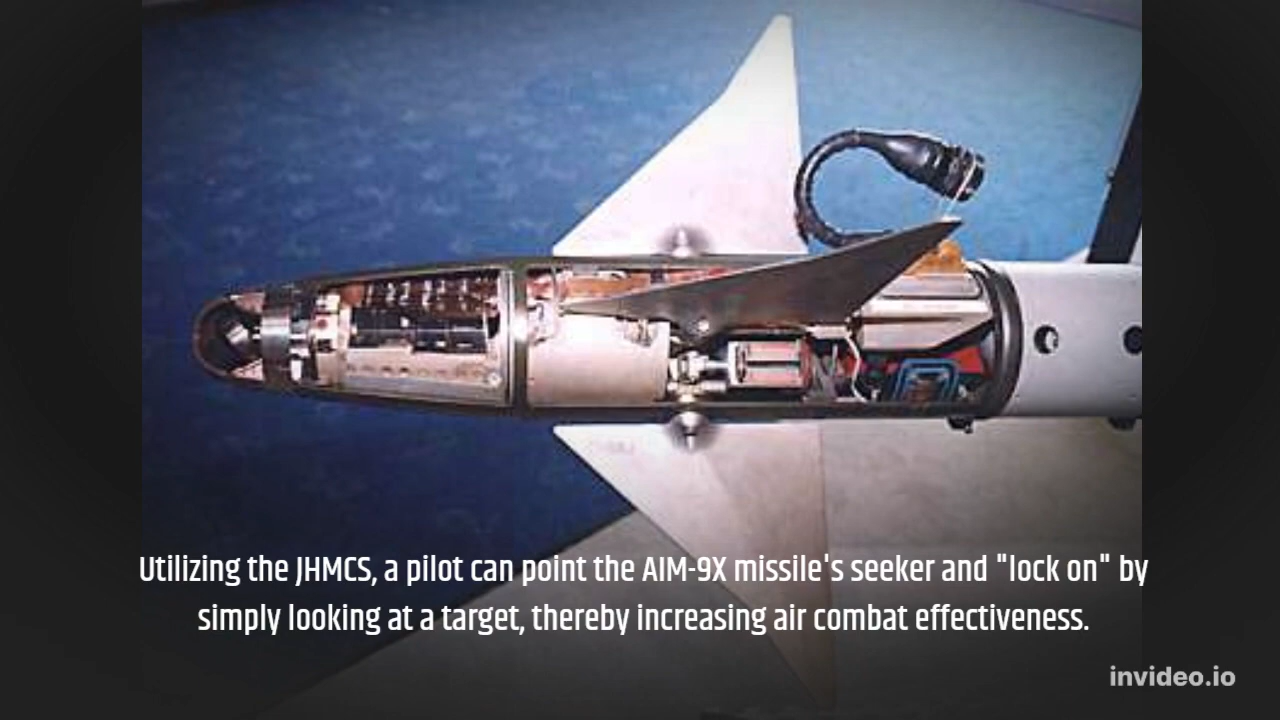 Utilizing the JHMCS, a pilot can point the AIM-9X missile's seeker and "lock on" by
simply looking at a target, thereby increasing air combat effectiveness.
invideo.io